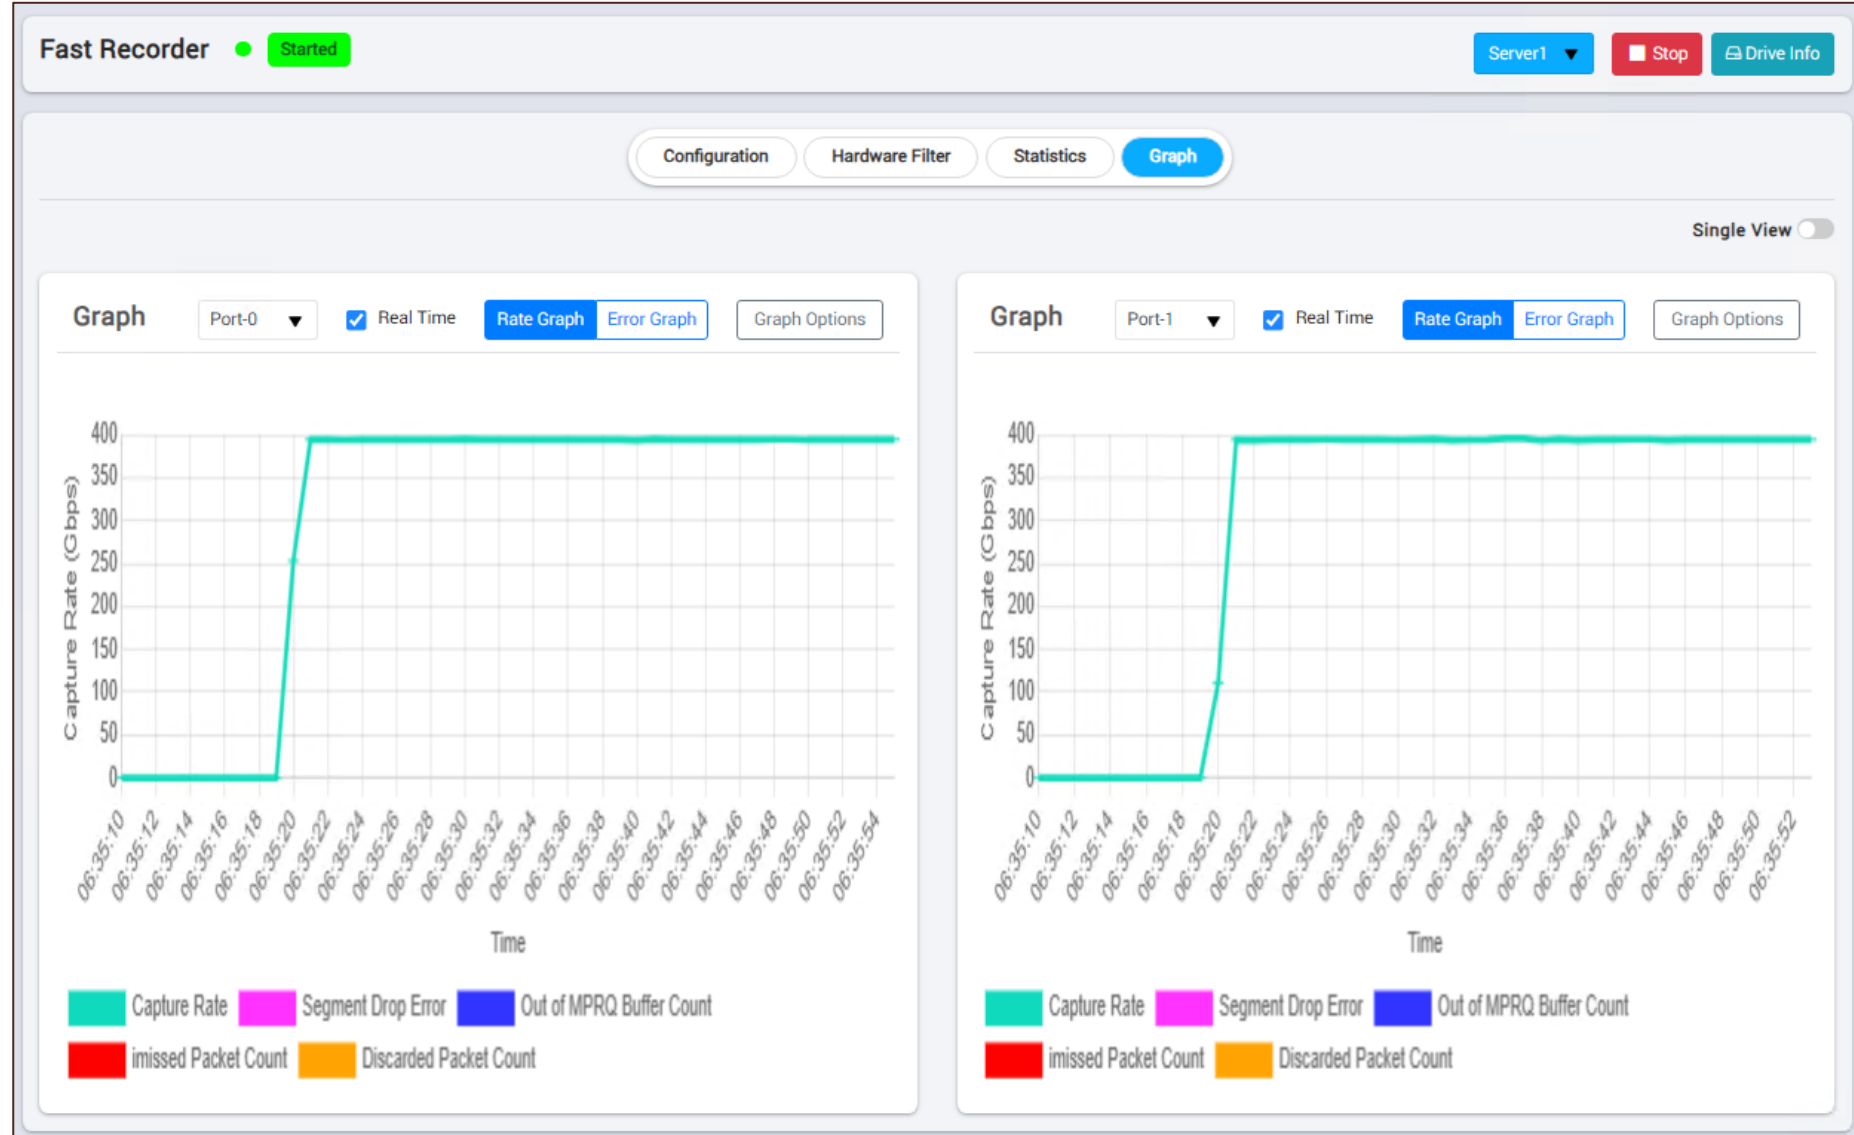 Fast Recorder Started Server1 Stop Drive Info
Configuration Hardware Filter Statistics Graph
Single View
Graph Port-0 Real Time Rate Graph Error Graph Graph Options
Capture Rate (Gbps)
400
350
300
250
200
150
100
50
0
06:35:10 06:35:12 06:35:14 06:35:16 06:35:18 06:35:20 06:35:22 06:35:24 06:35:26 06:35:28 06:35:30 06:35:32 06:35:34 06:35:36 06:35:38 06:35:40 06:35:42 06:35:44 06:35:46 06:35:48 06:35:50 06:35:52 06:35:54
Time
Capture Rate Segment Drop Error Out of MPRQ Buffer Count
imissed Packet Count Discarded Packet Count
Graph Port-1 Real Time Rate Graph Error Graph Graph Options
Capture Rate (Gbps)
400
350
300
250
200
150
100
50
0
06:35:10 06:35:12 06:35:14 06:35:16 06:35:18 06:35:20 06:35:22 06:35:24 06:35:26 06:35:28 06:35:30 06:35:32 06:35:34 06:35:36 06:35:38 06:35:40 06:35:42 06:35:44 06:35:46 06:35:48 06:35:50 06:35:52
Time
Capture Rate Segment Drop Error Out of MPRQ Buffer Count
imissed Packet Count Discarded Packet Count